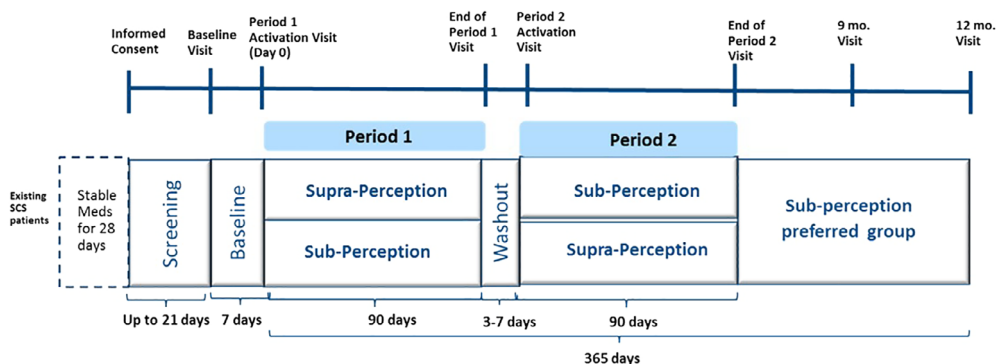 Informed
Consent
Baseline
Visit
Period 1
Activation Visit
(Day 0)
End of
Period 1
Visit
Period 2
Activation
Visit
End of
Period 2
Visit
9 mo.
Visit
12 mo.
Visit
Period 1
Period 2
Existing
SCS
patients
Stable
Meds
for 28
days
Screening
Baseline
Supra-Perception
Sub-Perception
Washout
Sub-Perception
Supra-Perception
Sub-perception
preferred group
Up to 21 days
7 days
90 days
3-7 days
90 days
365 days